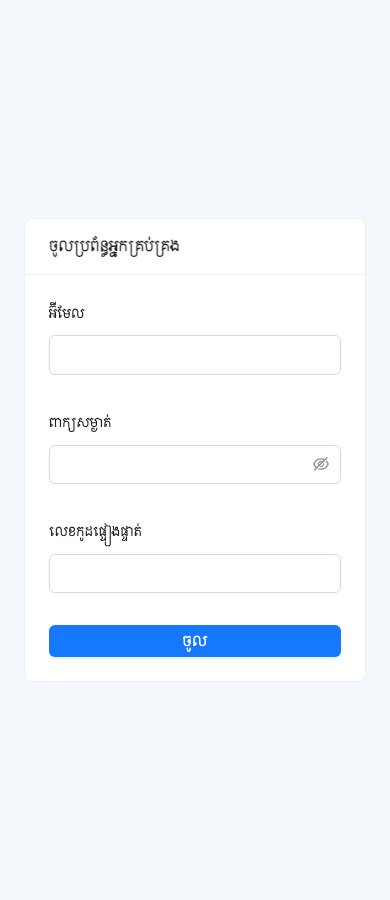 ចូលប្រព័ន្ធអ្នកគ្រប់គ្រង
អ៊ីមែល
ពាក្យសម្ងាត់
លេខកូដផ្ទៀងផ្ទាត់
ចូល